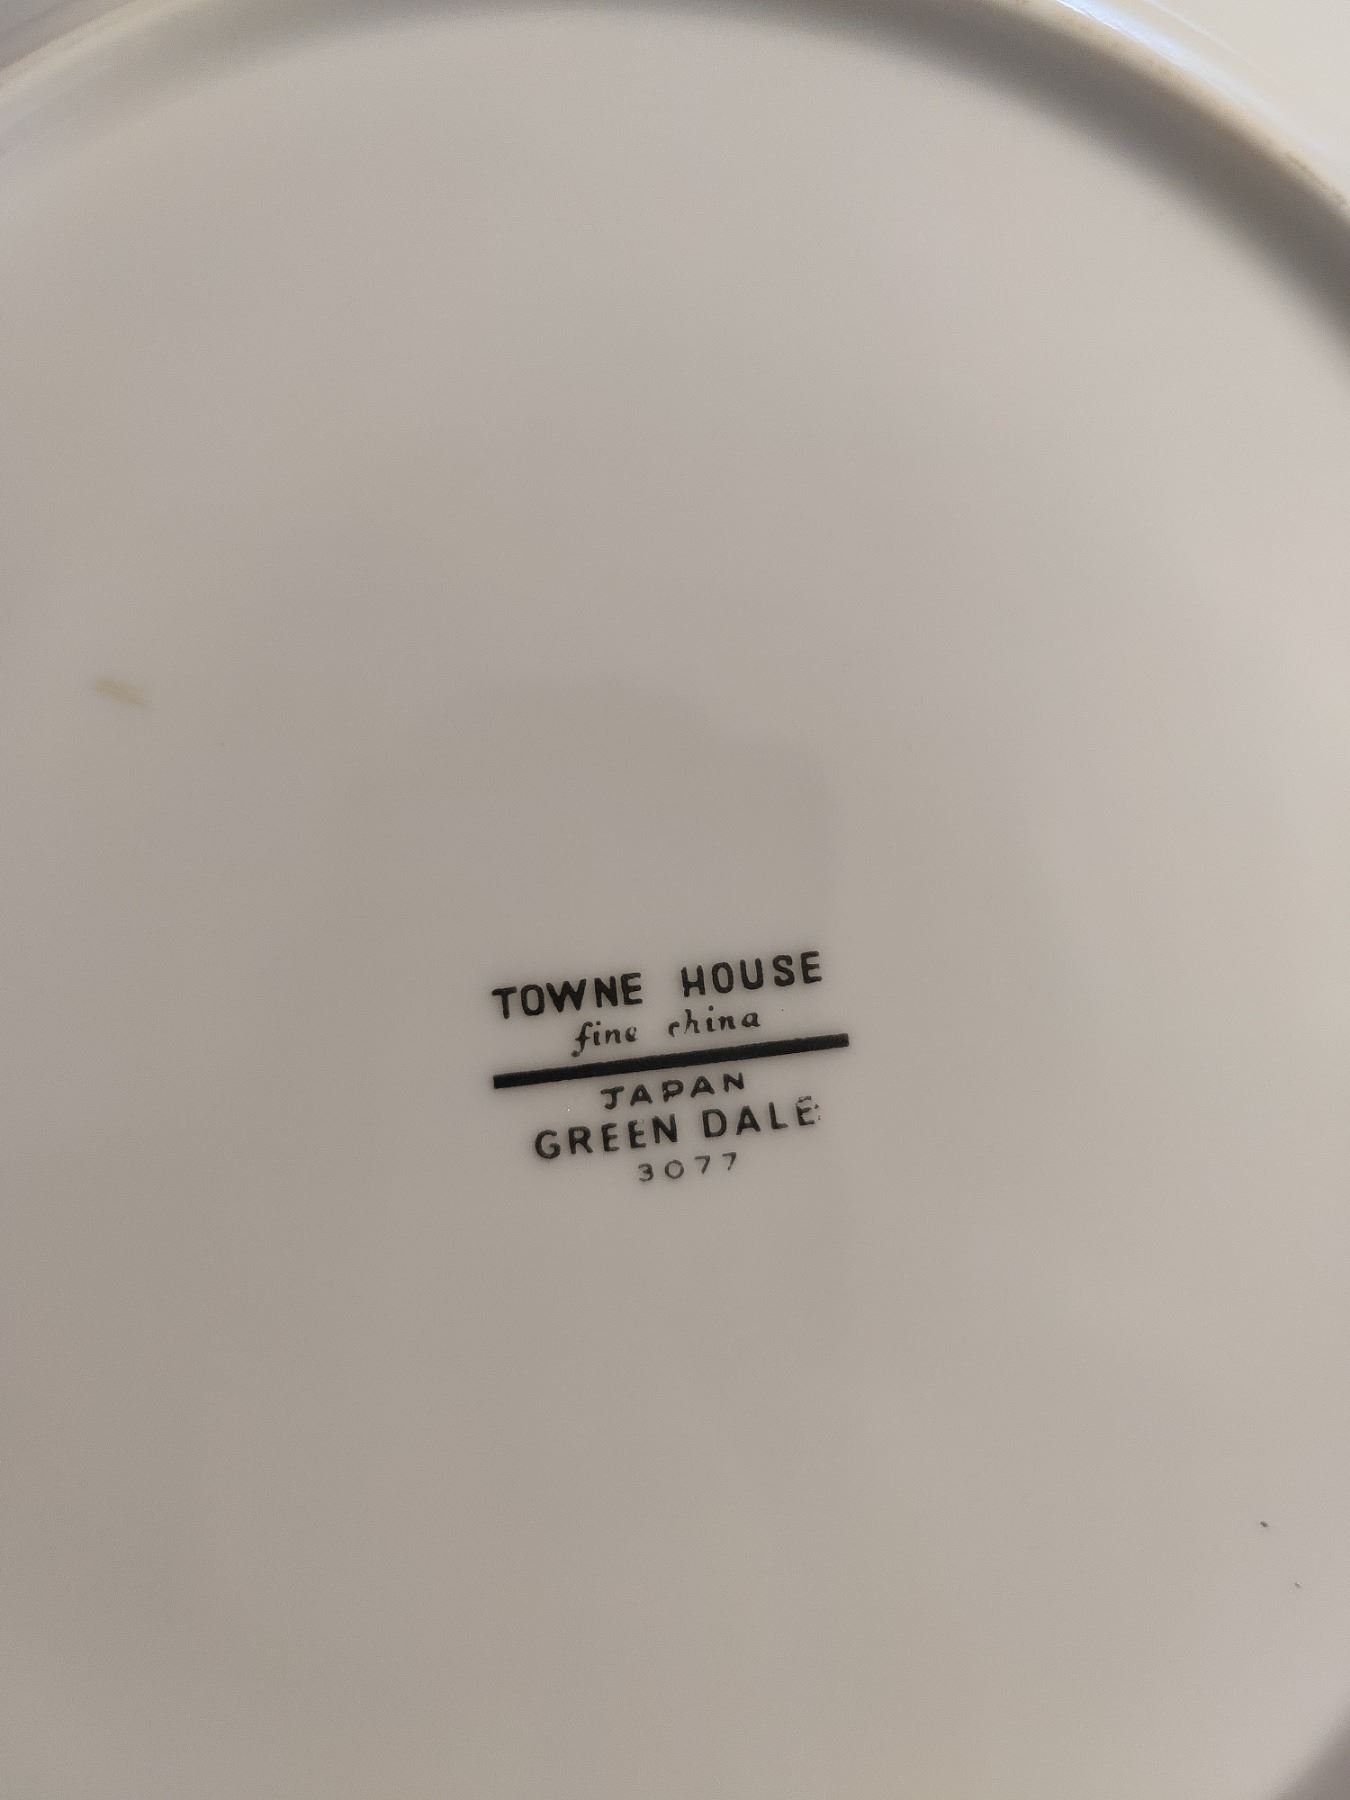 TOWNE HOUSE
fine china
JAPAN
GREEN DALE
3077